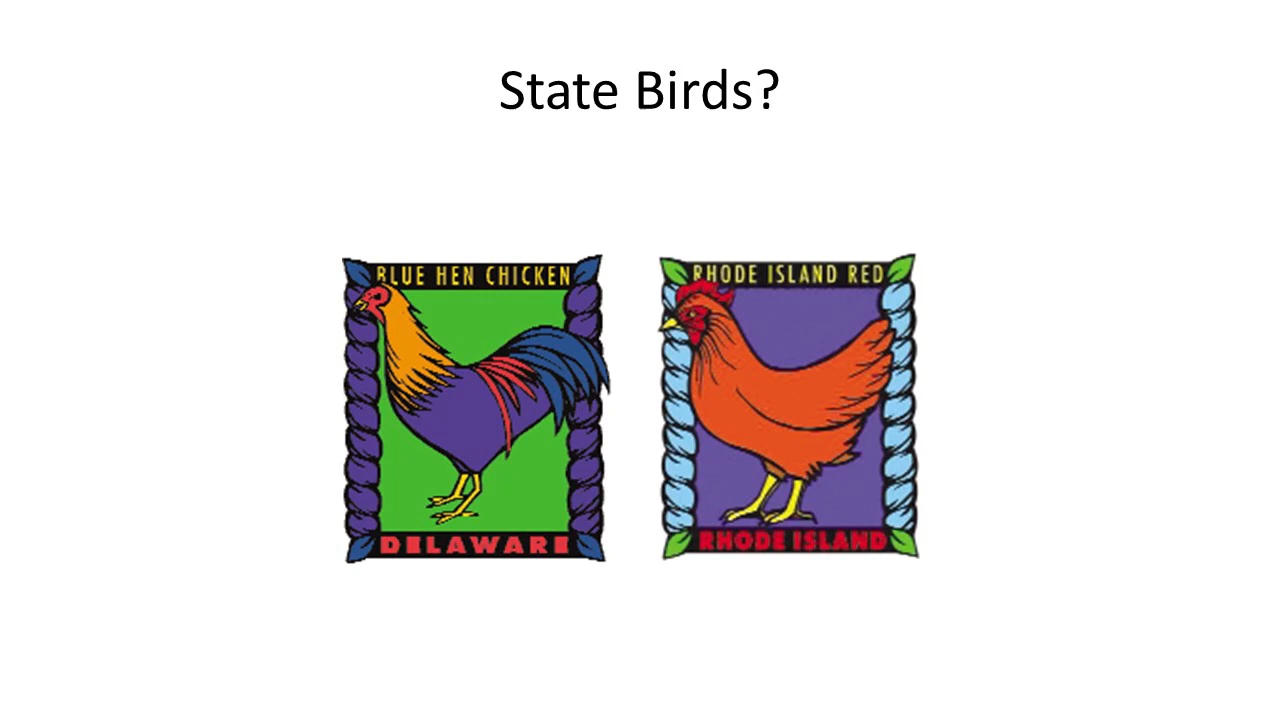 State Birds?
BLUE HEN CHICKEN
DELAWARE
RHODE ISLAND RED
RHODE ISLAND